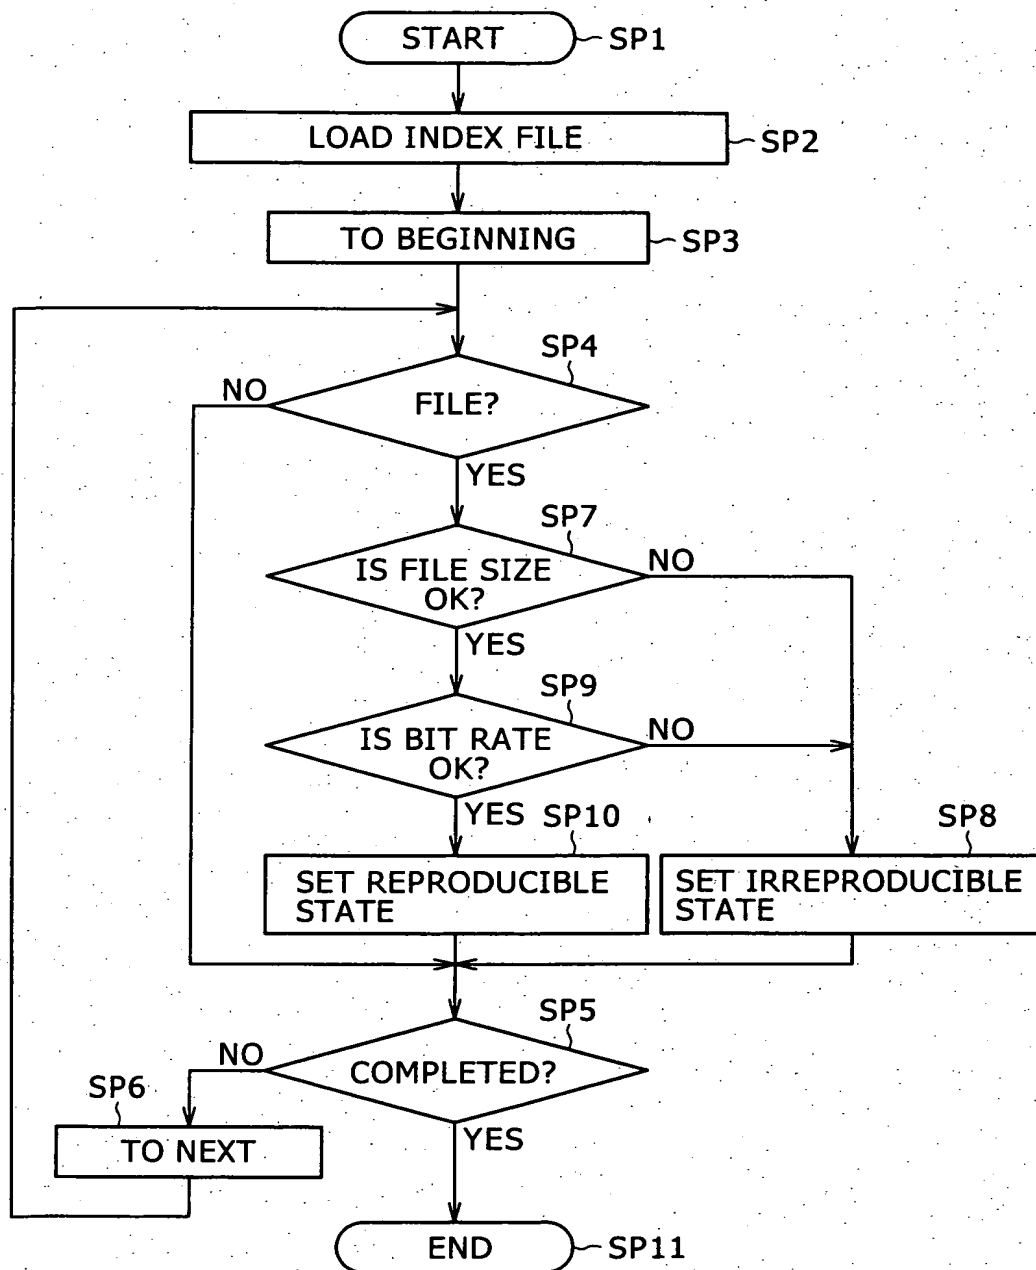 START
SP1
LOAD INDEX FILE
SP2
TO BEGINNING
SP3
SP4
NO
FILE?
YES
SP7
NO
IS FILE SIZE
OK?
YES
SP9
NO
IS BIT RATE
OK?
YES
SP10
SP8
SET REPRODUCIBLE
STATE
SET IRREPRODUCIBLE
STATE
SP5
NO
COMPLETED?
SP6
YES
TO NEXT
END
SP11